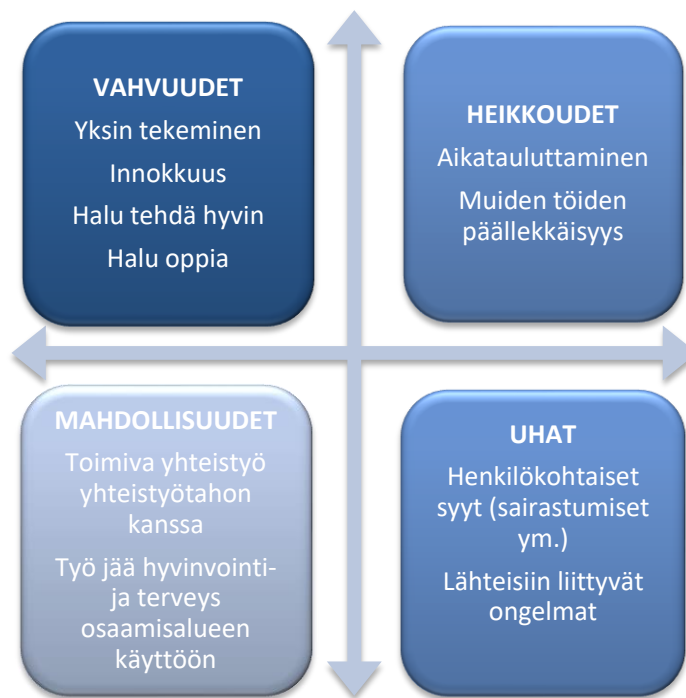 VAHVUUDET
Yksin tekeminen
Innokkuus
Halu tehdä hyvin
Halu oppia
HEIKKOUDET
Aikatauluttaminen
Muiden töiden
päällekkäisyys
MAHDOLLISUUDET
Toimiva yhteistyö
yhteistyötahon
kanssa
Työ jää hyvinvointi-
ja terveys
osaamisalueen
käyttöön
UHAT
Henkilökohtaiset
syyt (sairastumiset
ym.)
Lähteisiin liittyvät
ongelmat